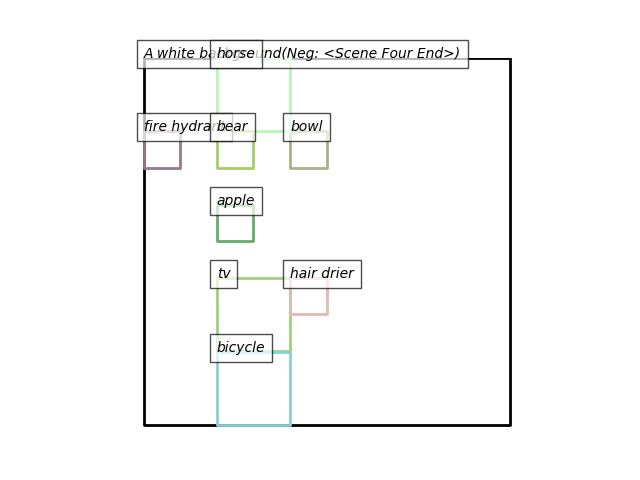 A white background(Neg: <Scene Four End>)
horse
fire hydrant
bear
bowl
apple
tv
hair drier
bicycle